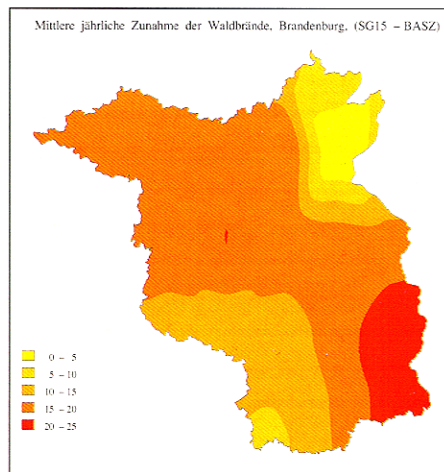 Mittlere jährliche Zunahme der Waldbrände, Brandenburg, (SG15 – BASZ)
0 – 5
5 – 10
10 – 15
15 – 20
20 – 25